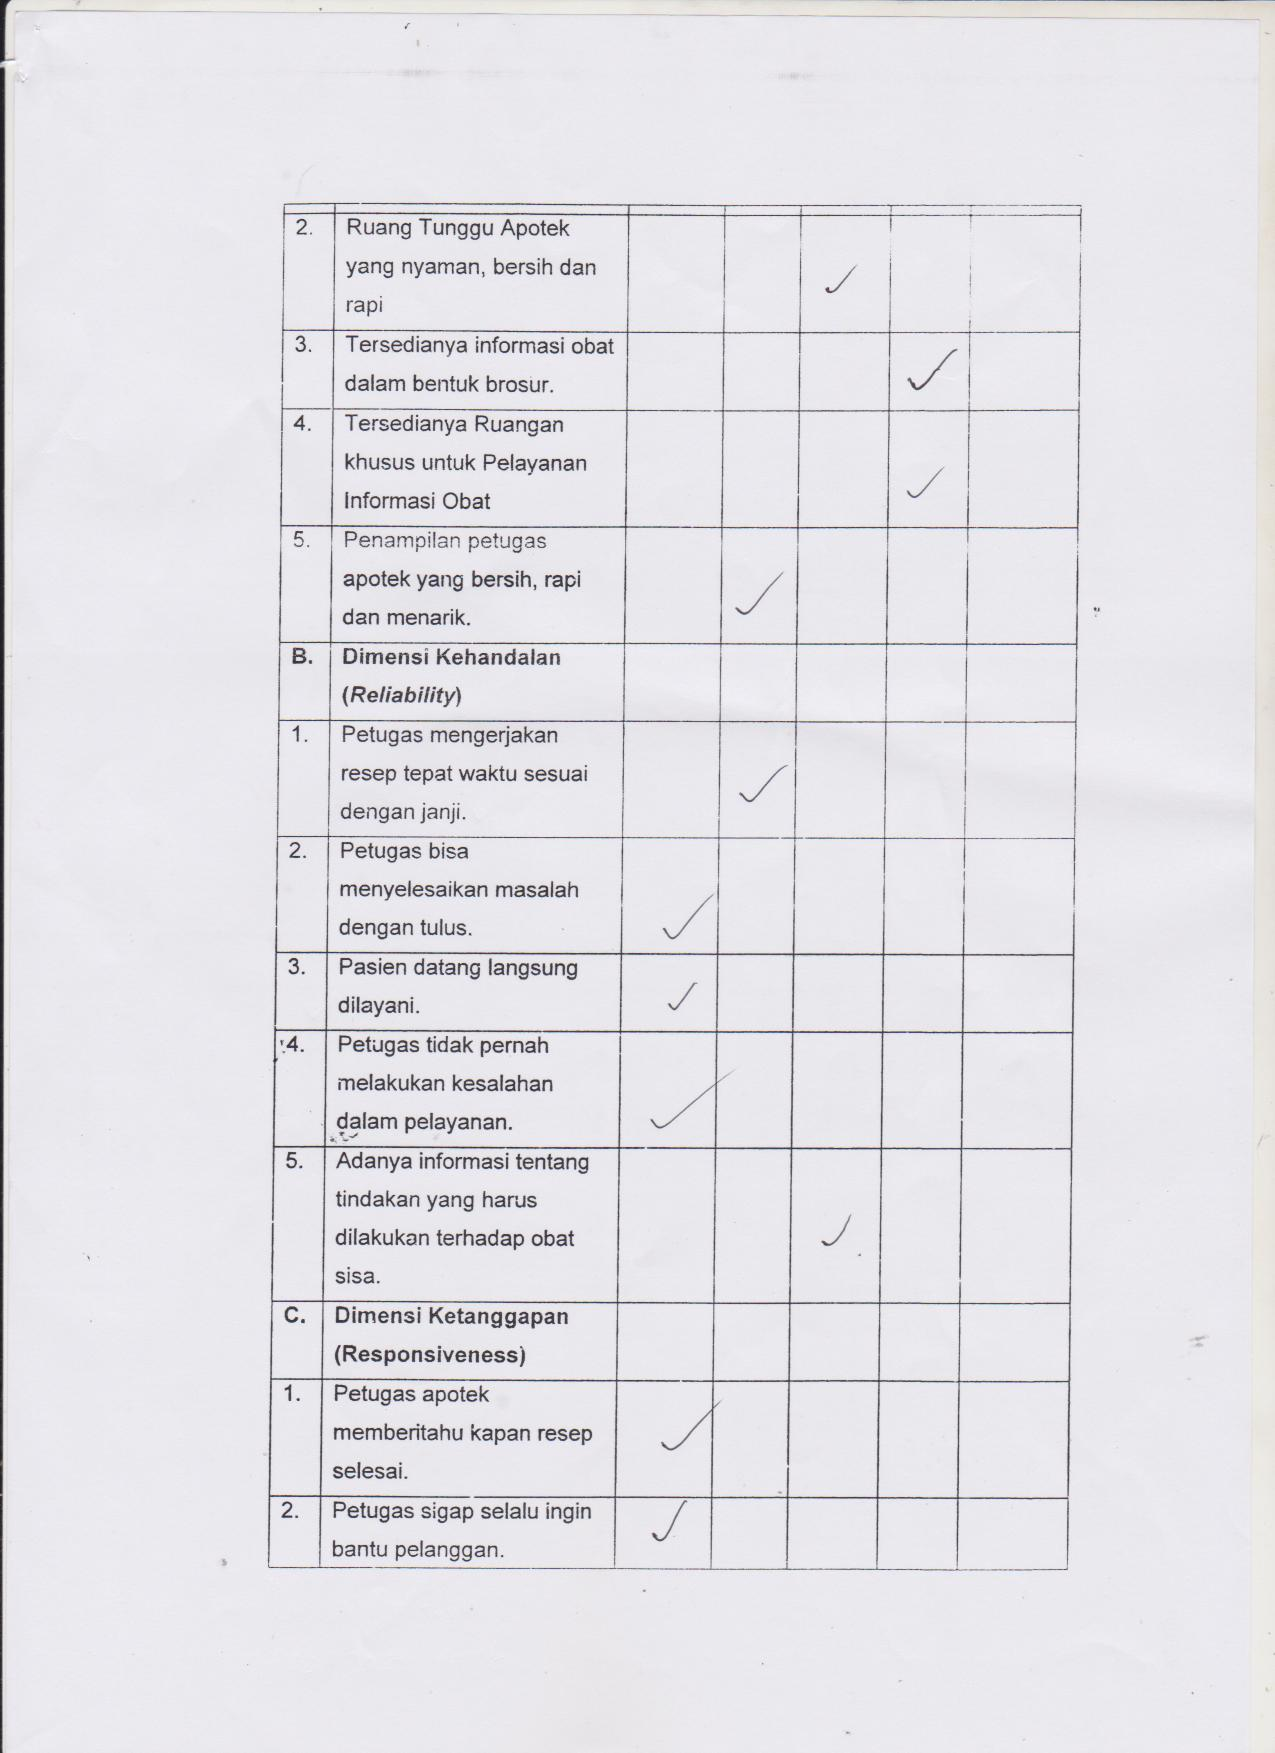 2. Ruang Tunggu Apotek
yang nyaman, bersih dan
rapi
3. Tersedianya informasi obat
dalam bentuk brosur.
4. Tersedianya Ruangan
khusus untuk Pelayanan
Informasi Obat
5. Penampilan petugas
apotek yang bersih, rapi
dan menarik.
B. Dimensi Kehandalan
(Reliability)
1. Petugas mengerjakan
resep tepat waktu sesuai
dengan janji.
2. Petugas bisa
menyelesaikan masalah
dengan tulus.
3. Pasien datang langsung
dilayani.
4. Petugas tidak pernah
melakukan kesalahan
dalam pelayanan.
5. Adanya informasi tentang
tindakan yang harus
dilakukan terhadap obat
sisa.
C. Dimensi Ketanggapan
(Responsiveness)
1. Petugas apotek
memberitahu kapan resep
selesai.
2. Petugas sigap selalu ingin
bantu pelanggan.